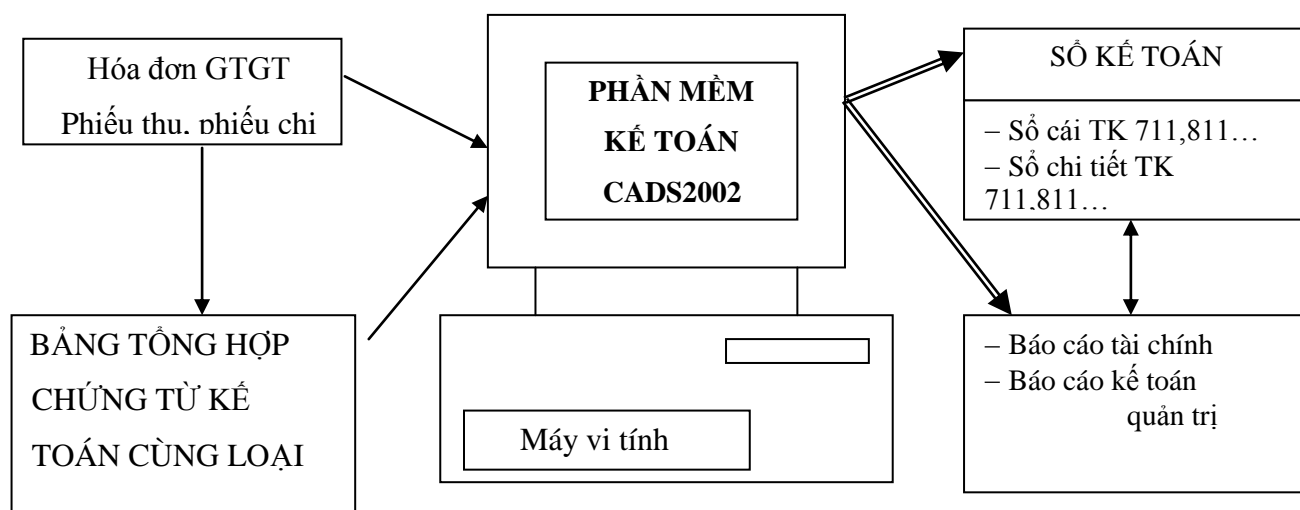 Hóa đơn GTGT
Phiếu thu, phiếu chi
BẢNG TỔNG HỢP
CHỨNG TỪ KẾ
TOÁN CÙNG LOẠI
PHẦN MỀM
KẾ TOÁN
CADS2002
Máy vi tính
SỔ KẾ TOÁN
– Sổ cái TK 711,811…
– Sổ chi tiết TK
711,811…
– Báo cáo tài chính
– Báo cáo kế toán
quản trị